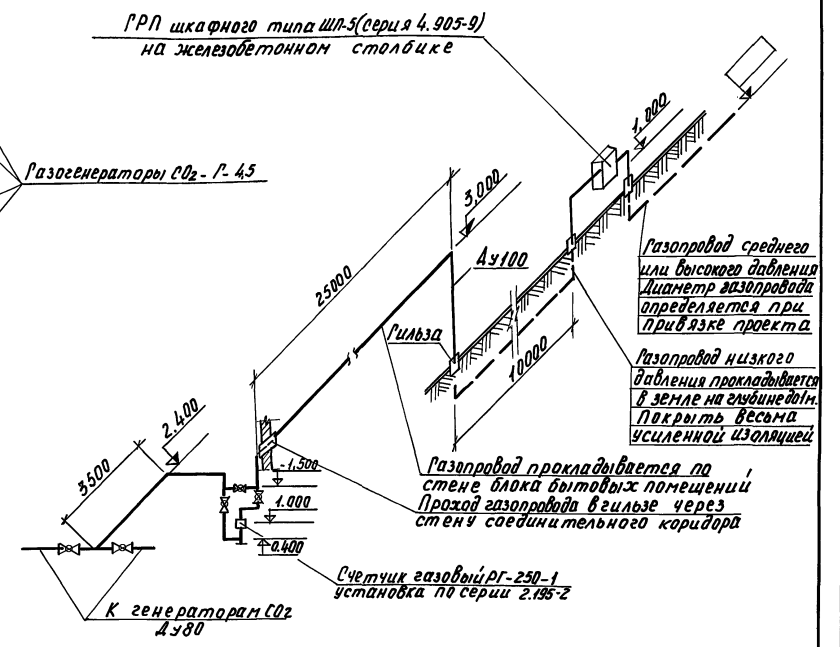 ГРП шкафного типа ШП-5 (серия 4.905-9)
на железобетонном столбике
1,000
Газогенераторы CO2-Г-4,5
3,000
Ду100
25000
Гильза
10000
Газопровод среднего
или высокого давления
Диаметр газопровода
определяется при
привязке проекта
Газопровод низкого
давления прокладывается
в земле на глубине до 1м.
Покрыть весьма
усиленной изоляцией
2.400
3500
-1,500
1.000
0.400
Газопровод прокладывается по
стене блока бытовых помещений
Проход газопровода в гильзе через
стену соединительного коридора
Счетчик газовый РГ-250-1
установка по серии 2.195-2
К генераторам CO2
Ду80